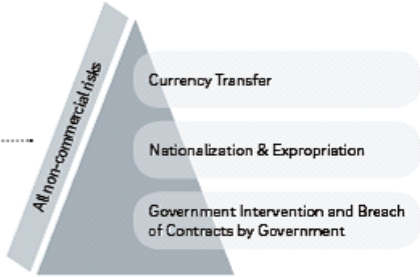 All non-commercial risks
Currency Transfer
Nationalization & Expropriation
Government Intervention and Breach
of Contracts by Government